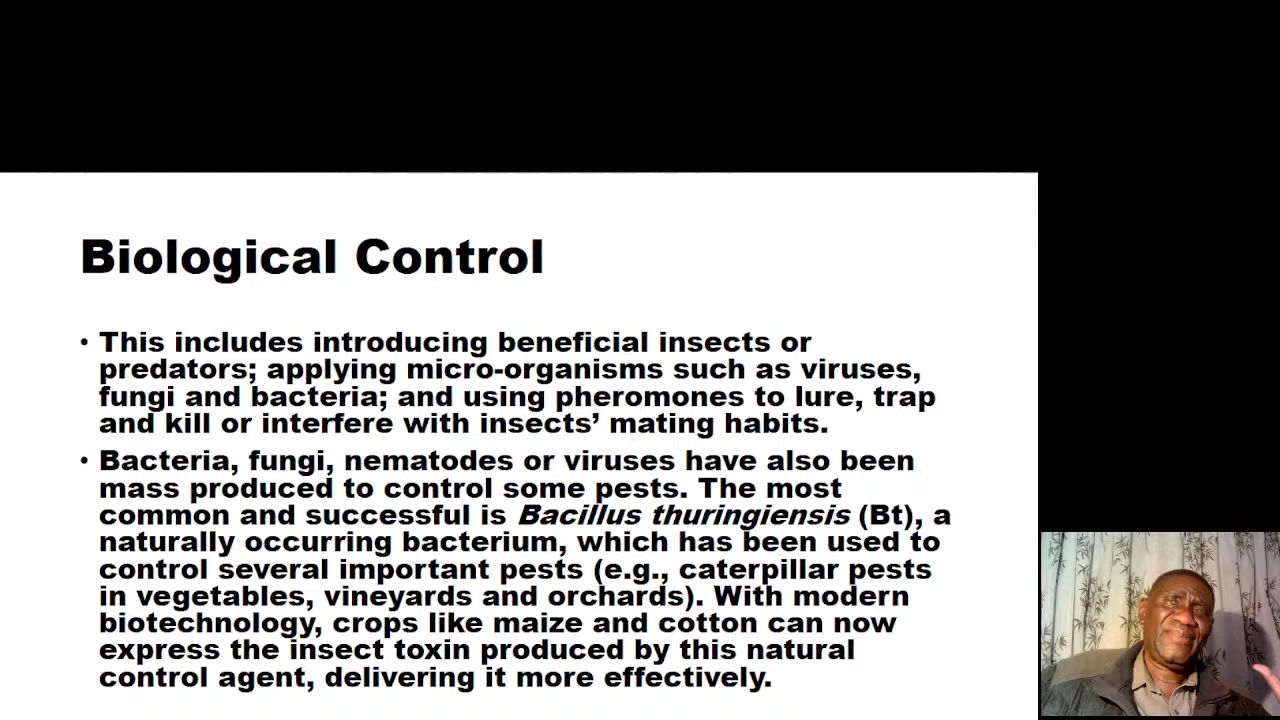 Biological Control
• This includes introducing beneficial insects or
predators; applying micro-organisms such as viruses,
fungi and bacteria; and using pheromones to lure, trap
and kill or interfere with insects’ mating habits.
• Bacteria, fungi, nematodes or viruses have also been
mass produced to control some pests. The most
common and successful is Bacillus thuringiensis (Bt), a
naturally occurring bacterium, which has been used to
control several important pests (e.g., caterpillar pests
in vegetables, vineyards and orchards). With modern
biotechnology, crops like maize and cotton can now
express the insect toxin produced by this natural
control agent, delivering it more effectively.